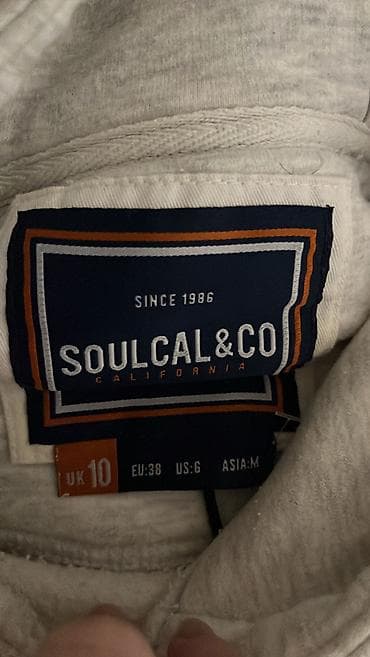 SINCE 1986
SOULCAL&CO
CALIFORNIA
UK 10 EU:38 US:6 ASIA:M